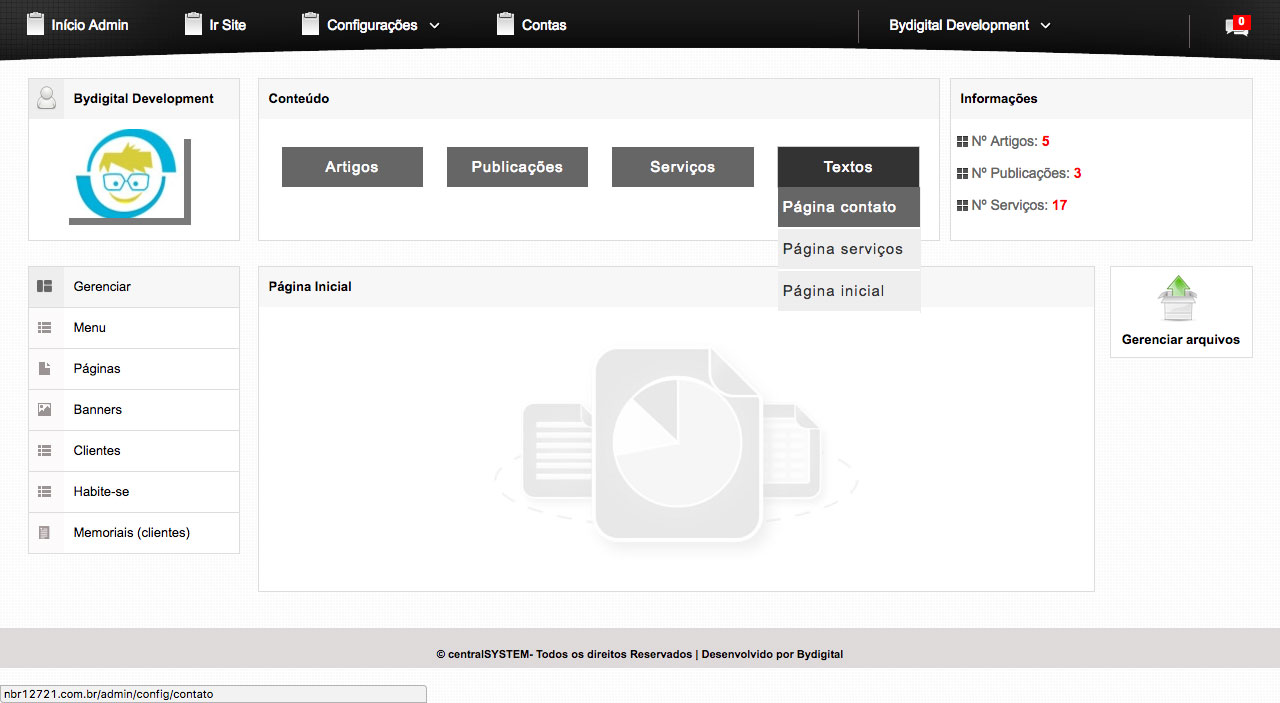 Início Admin
Ir Site
Configurações
Contas
Bydigital Development
0
Bydigital Development
Conteúdo
Artigos
Publicações
Serviços
Textos
Página contato
Página serviços
Página inicial
Informações
Nº Artigos: 5
Nº Publicações: 3
Nº Serviços: 17
Gerenciar
Menu
Páginas
Banners
Clientes
Habite-se
Memoriais (clientes)
Página Inicial
Gerenciar arquivos
© centralSYSTEM- Todos os direitos Reservados | Desenvolvido por Bydigital
nbr12721.com.br/admin/config/contato